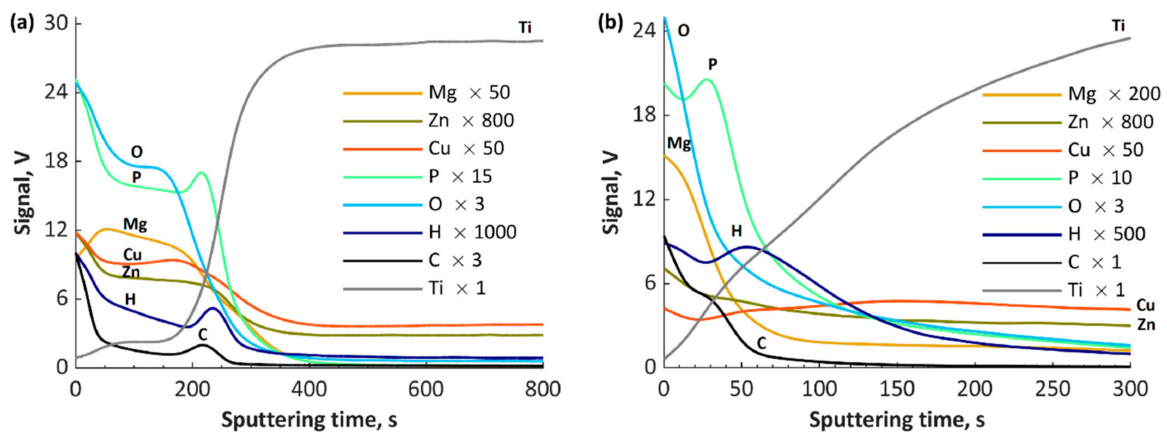 (a)
30
24
18
12
6
0
Signal, V
0
200
400
600
800
Sputtering time, s
Ti
O
P
Mg
Cu
Zn
H
C
Mg × 50
Zn × 800
Cu × 50
P × 15
O × 3
H × 1000
C × 3
Ti × 1
(b)
24
18
12
6
0
Signal, V
0
50
100
150
200
250
300
Sputtering time, s
O
P
Mg
H
C
Ti
Cu
Zn
Mg × 200
Zn × 800
Cu × 50
P × 10
O × 3
H × 500
C × 1
Ti × 1